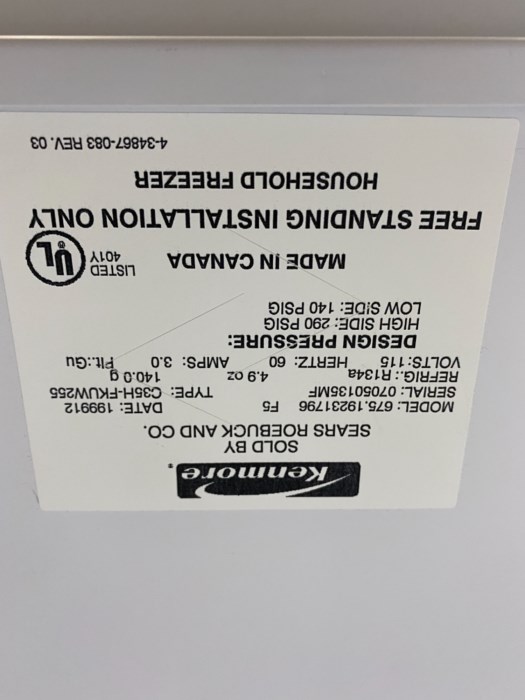 Kenmore®
SOLD BY
SEARS ROEBUCK AND CO.
MODEL: 675.19231796 F5 DATE: 199912
SERIAL: 07050135MF TYPE: C35H-FKUW255
REFRIG.: R134a 4.9 oz 140.0 g
VOLTS:115 HERTZ: 60 AMPS: 3.0 Plt.:Gu
DESIGN PRESSURE:
HIGH SIDE: 290 PSIG
LOW SIDE: 140 PSIG
MADE IN CANADA
UL®
LISTED
401Y
FREE STANDING INSTALLATION ONLY
HOUSEHOLD FREEZER
4-34867-083 REV. 03